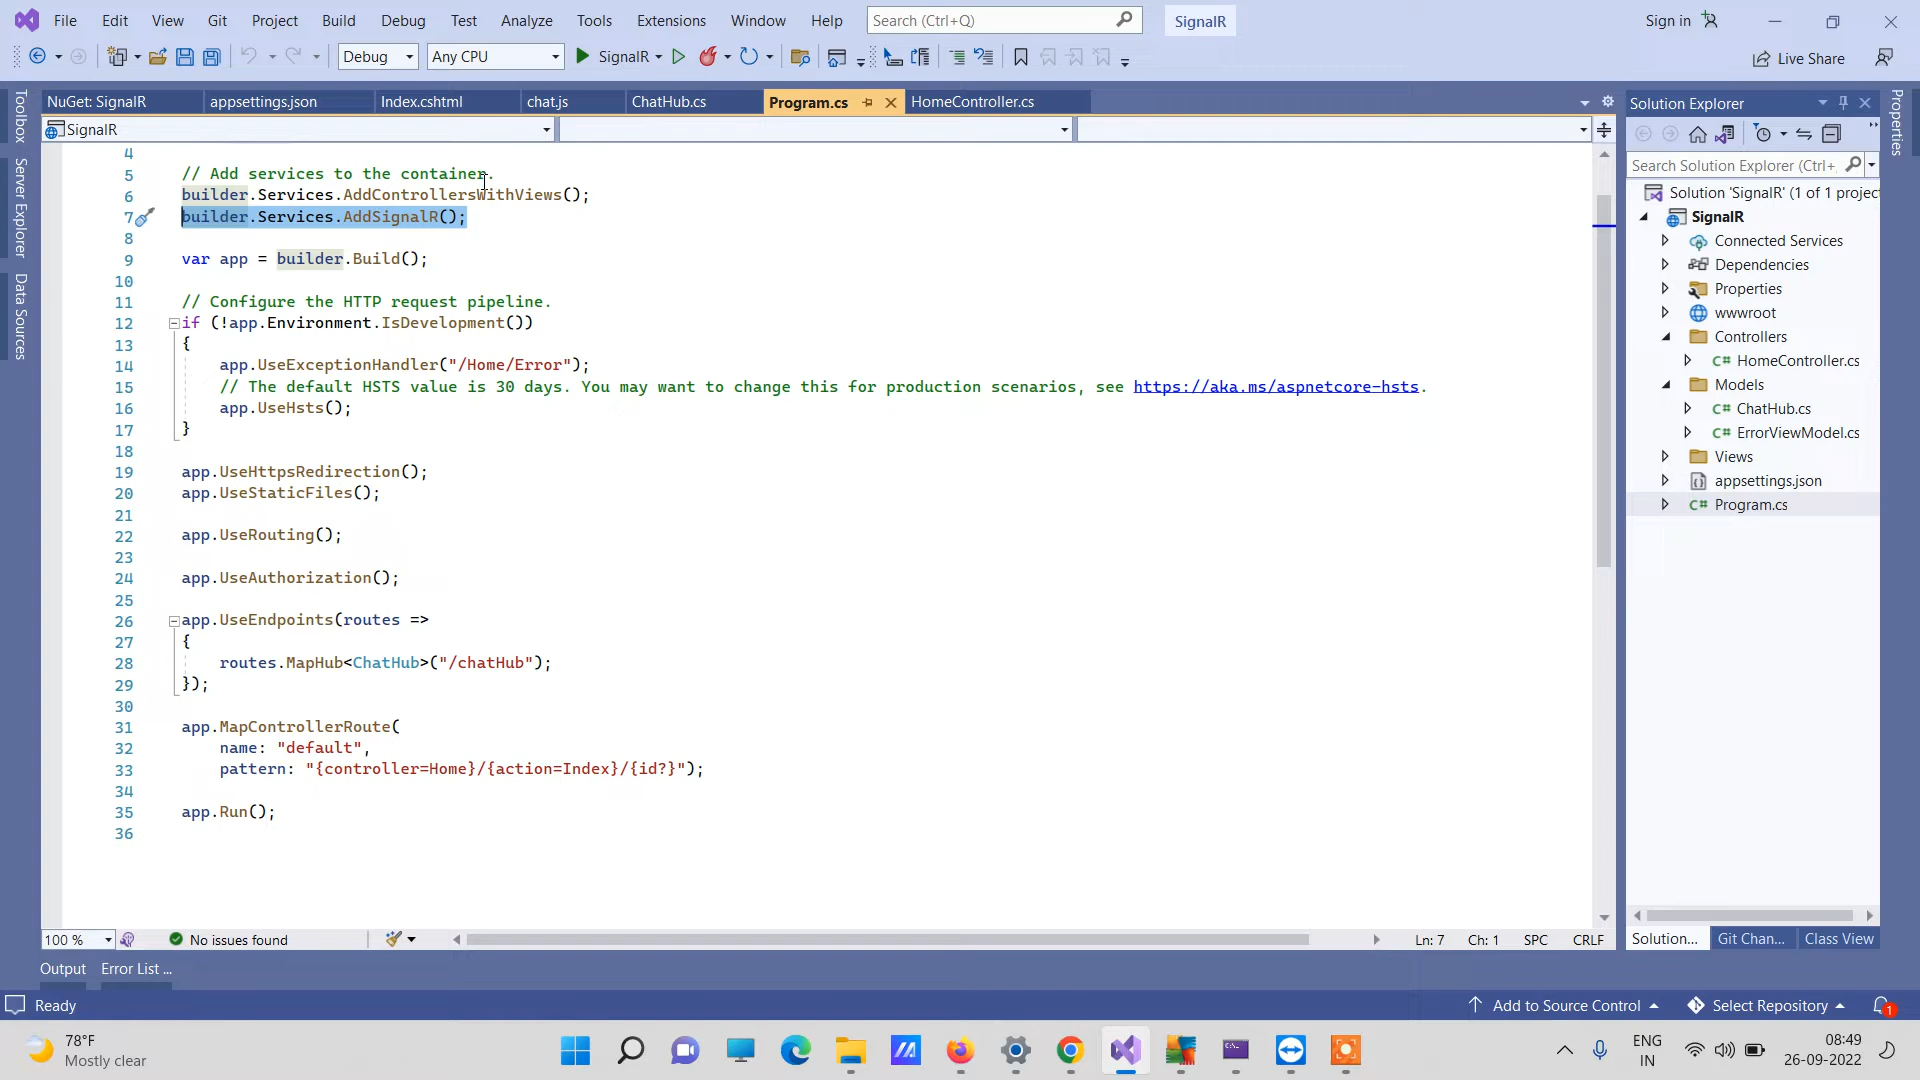 File Edit View Git Project Build Debug Test Analyze Tools Extensions Window Help Search (Ctrl+Q) SignalR Sign in
Debug Any CPU SignalR Live Share
NuGet: SignalR appsettings.json Index.cshtml chat.js ChatHub.cs Program.cs HomeController.cs
SignalR
4
5 // Add services to the container.
6 builder.Services.AddControllersWithViews();
7 builder.Services.AddSignalR();
8
9 var app = builder.Build();
10
11 // Configure the HTTP request pipeline.
12 if (!app.Environment.IsDevelopment())
13 {
14 app.UseExceptionHandler("/Home/Error");
15 // The default HSTS value is 30 days. You may want to change this for production scenarios, see https://aka.ms/aspnetcore-hsts.
16 app.UseHsts();
17 }
18
19 app.UseHttpsRedirection();
20 app.UseStaticFiles();
21
22 app.UseRouting();
23
24 app.UseAuthorization();
25
26 app.UseEndpoints(routes =>
27 {
28 routes.MapHub<ChatHub>("/chatHub");
29 });
30
31 app.MapControllerRoute(
32 name: "default",
33 pattern: "{controller=Home}/{action=Index}/{id?}");
34
35 app.Run();
36
Toolbox
Server Explorer
Data Sources
Solution Explorer
Search Solution Explorer (Ctrl+
Solution 'SignalR' (1 of 1 project
SignalR
Connected Services
Dependencies
Properties
wwwroot
Controllers
C# HomeController.cs
Models
C# ChatHub.cs
C# ErrorViewModel.cs
Views
appsettings.json
C# Program.cs
Properties
100 % No issues found Ln: 7 Ch: 1 SPC CRLF
Solution... Git Chan... Class View
Output Error List ...
Ready Add to Source Control Select Repository 1
78°F
Mostly clear
ENG
IN
08:49
26-09-2022